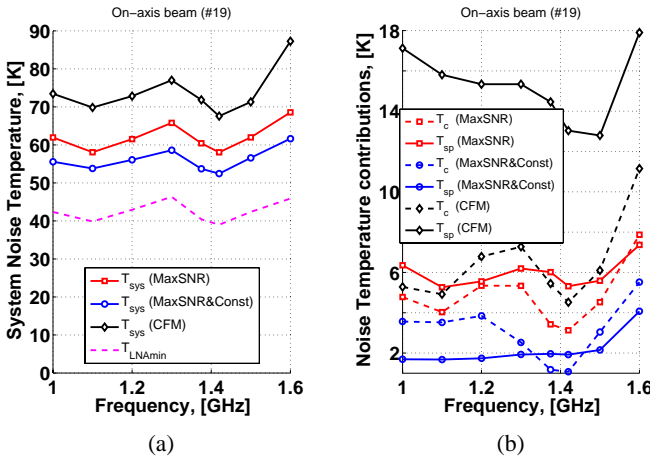 On−axis beam (#19)
System Noise Temperature, [K]
90
80
70
60
50
40
30
20
10
0
T_sys (MaxSNR)
T_sys (MaxSNR&Const)
T_sys (CFM)
T_LNAmin
1 1.2 1.4 1.6
Frequency, [GHz]
(a)
On−axis beam (#19)
Noise Temperature contributions, [K]
18
14
10
6
2
T_c (MaxSNR)
T_sp (MaxSNR)
T_c (MaxSNR&Const)
T_sp (MaxSNR&Const)
T_c (CFM)
T_sp (CFM)
1 1.2 1.4 1.6
Frequency, [GHz]
(b)